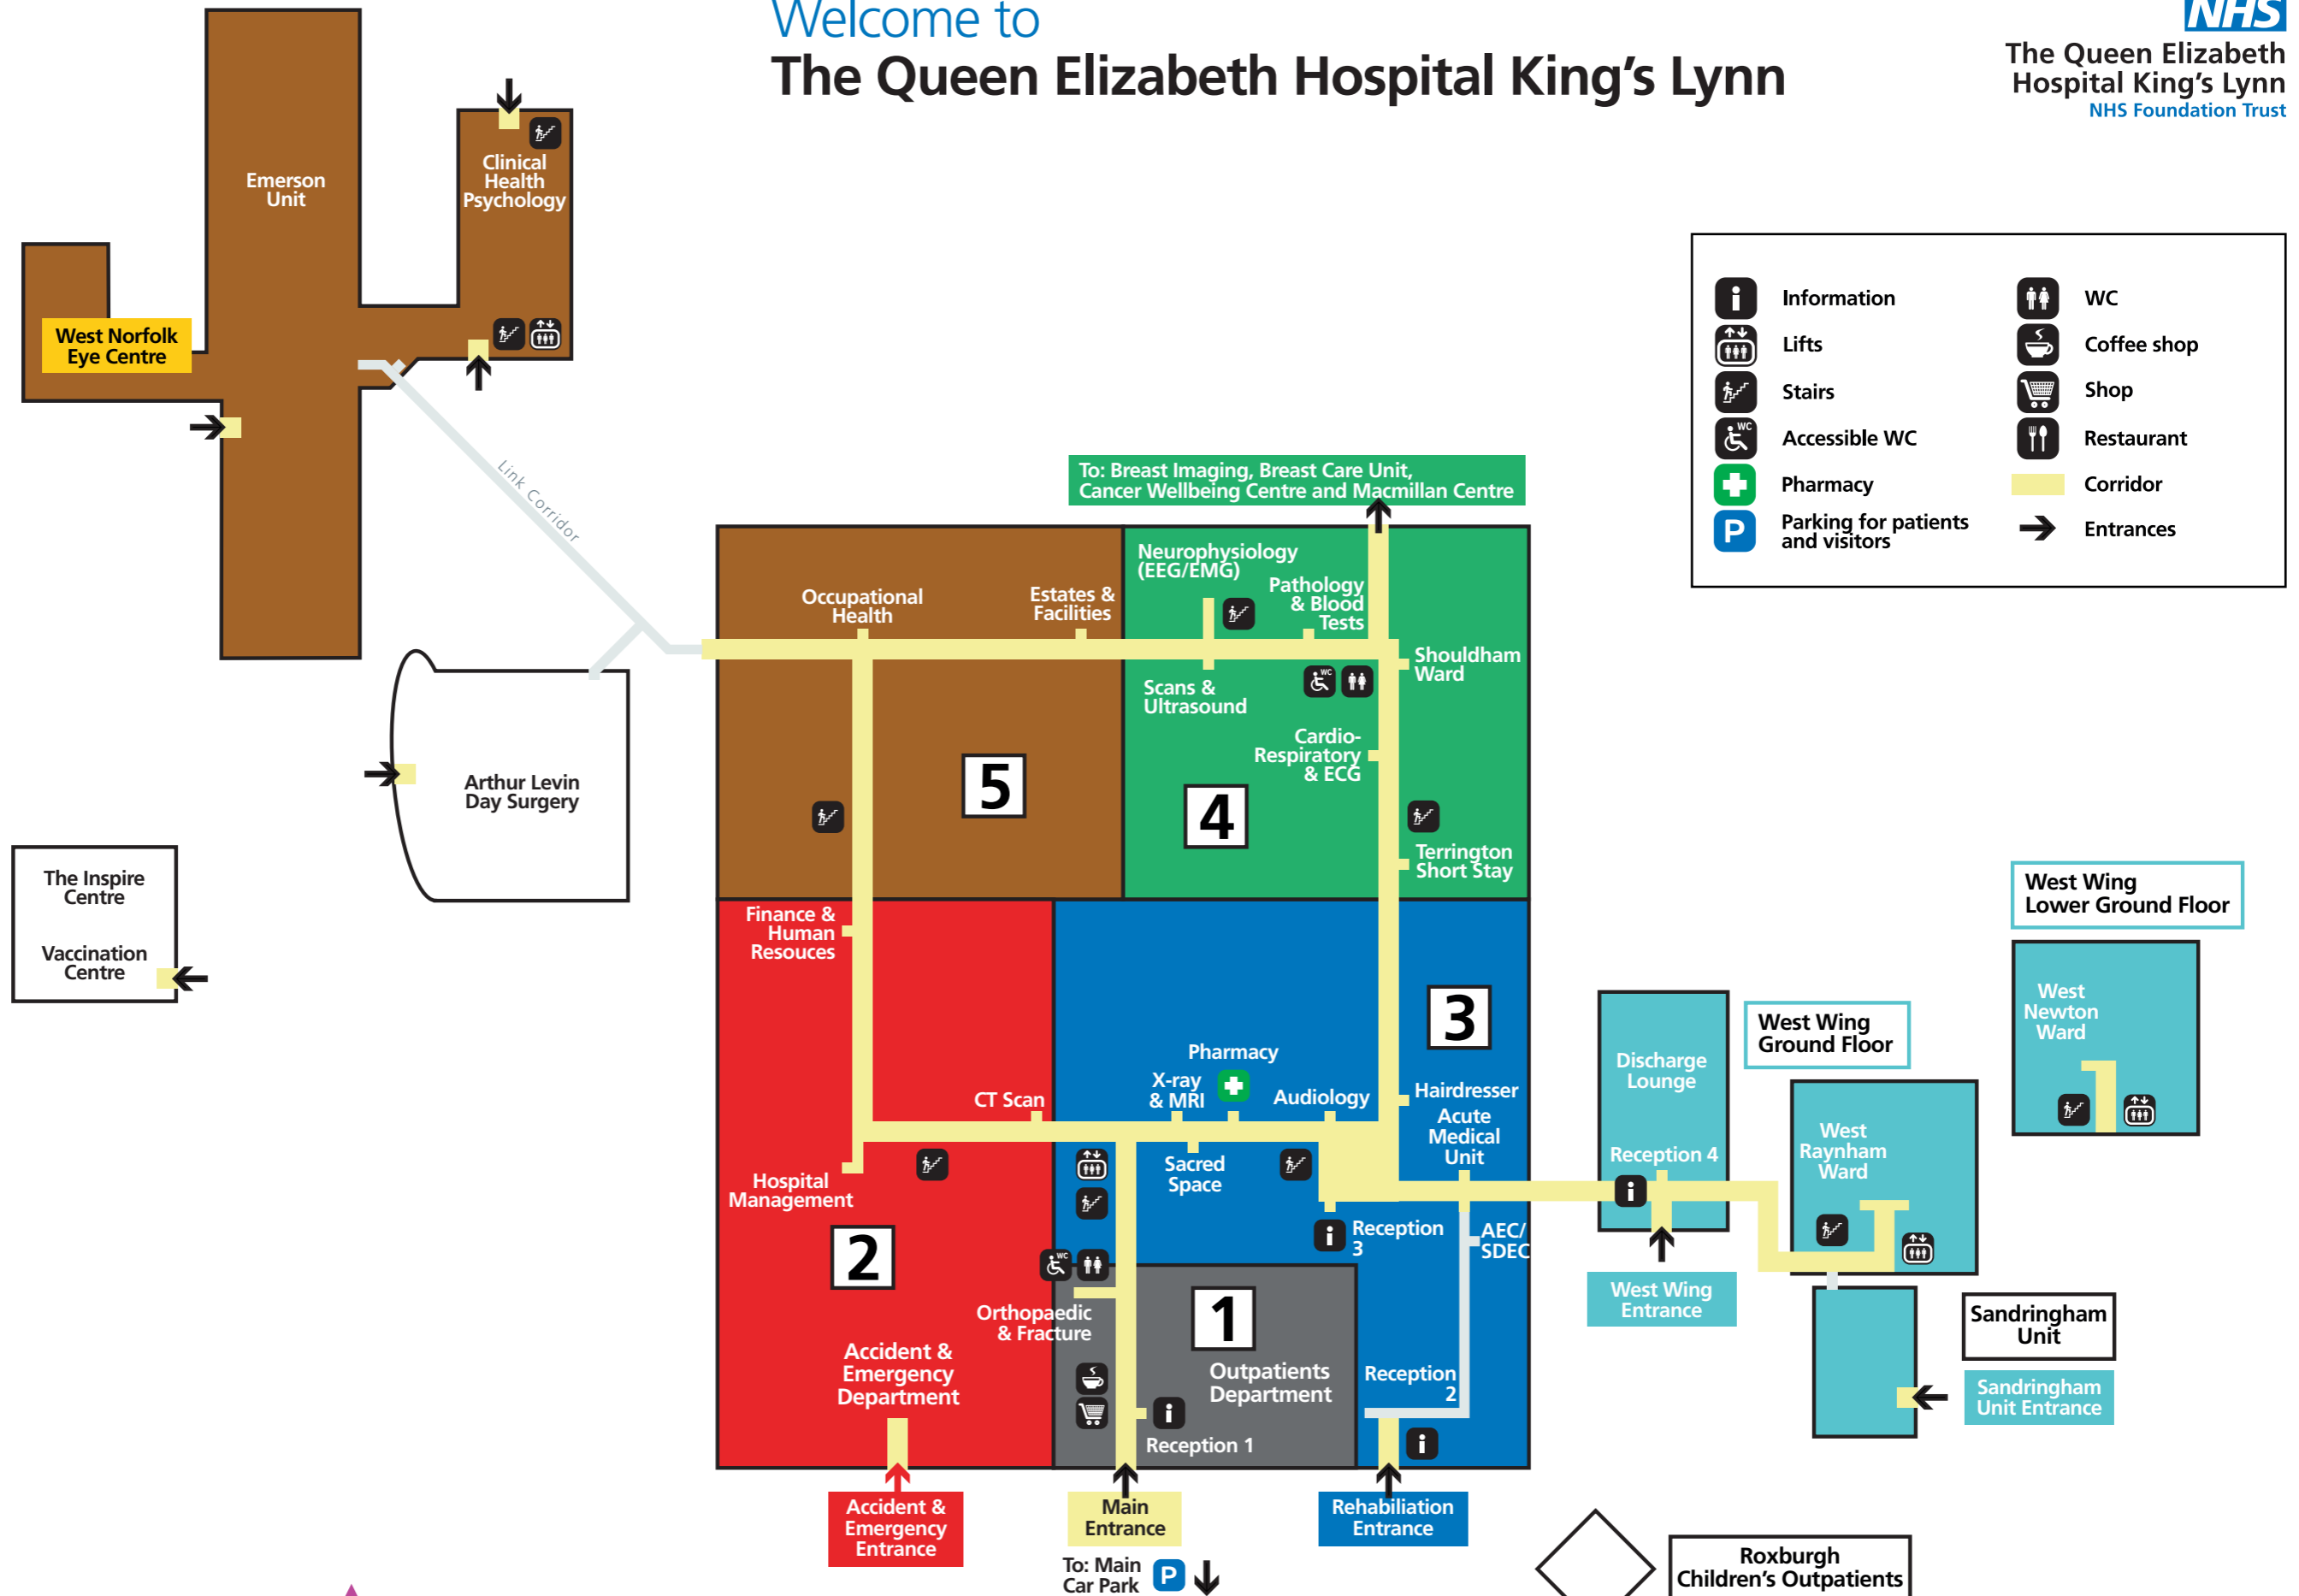 Welcome to
The Queen Elizabeth Hospital King's Lynn
NHS
The Queen Elizabeth
Hospital King's Lynn
NHS Foundation Trust
Emerson
Unit
Clinical
Health
Psychology
West Norfolk
Eye Centre
Link Corridor
Information
Lifts
Stairs
WC
Accessible WC
Pharmacy
P
Parking for patients
and visitors
WC
Coffee shop
Shop
Restaurant
Corridor
Entrances
To: Breast Imaging, Breast Care Unit,
Cancer Wellbeing Centre and Macmillan Centre
Occupational
Health
Estates &
Facilities
Neurophysiology
(EEG/EMG)
Pathology
& Blood
Tests
Scans &
Ultrasound
WC
Shouldham
Ward
Cardio-
Respiratory
& ECG
5
4
Terrington
Short Stay
Arthur Levin
Day Surgery
The Inspire
Centre
Vaccination
Centre
Finance &
Human
Resouces
3
Pharmacy
CT Scan
X-ray
& MRI
Audiology
Hairdresser
Acute
Medical
Unit
Hospital
Management
Sacred
Space
Reception
3
AEC/
SDEC
2
WC
Orthopaedic
& Fracture
1
Accident &
Emergency
Department
Outpatients
Department
Reception
2
Reception 1
Discharge
Lounge
Reception 4
West Wing
Entrance
West Wing
Ground Floor
West
Raynham
Ward
West Wing
Lower Ground Floor
West
Newton
Ward
Sandringham
Unit
Sandringham
Unit Entrance
Accident &
Emergency
Entrance
Main
Entrance
Rehabiliation
Entrance
To: Main
Car Park
P
Roxburgh
Children's Outpatients